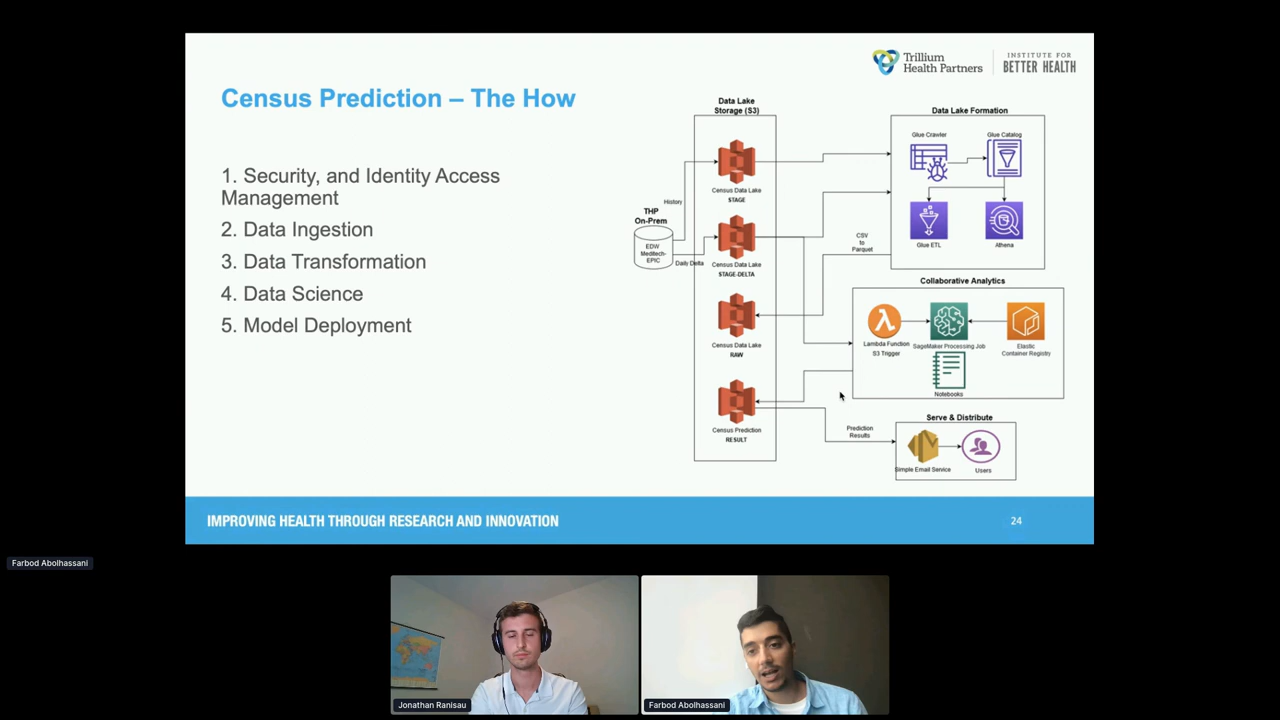 Trillium
Health Partners
INSTITUTE FOR
BETTER HEALTH
Census Prediction – The How
1. Security, and Identity Access
Management
2. Data Ingestion
3. Data Transformation
4. Data Science
5. Model Deployment
Data Lake
Storage (S3)
Data Lake Formation
Glue Crawler
Glue Catalog
Census Data Lake
STAGE
History
THP
On-Prem
EDW
Meditech-
EPIC
Daily Delta
Census Data Lake
STAGE-DELTA
CSV
to
Parquet
Glue ETL
Athena
Collaborative Analytics
Census Data Lake
RAW
Lambda Function
S3 Trigger
SageMaker Processing Job
Elastic
Container Registry
Notebooks
Census Prediction
RESULT
Prediction
Results
Serve & Distribute
Simple Email Service
Users
IMPROVING HEALTH THROUGH RESEARCH AND INNOVATION
24
Farbod Abolhassani
Jonathan Ranisau
Farbod Abolhassani